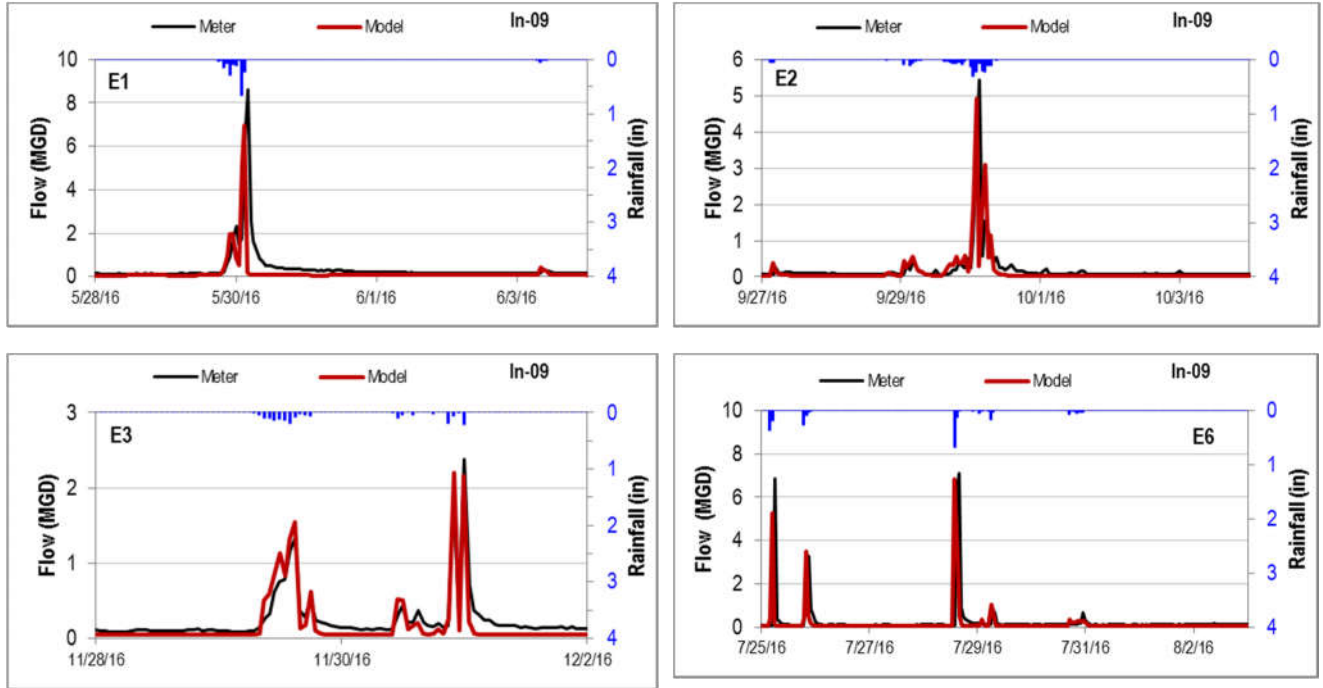 Meter Model In-09
E1
Flow (MGD)
10
8
6
4
2
0
Rainfall (in)
0
1
2
3
4
5/28/16 5/30/16 6/1/16 6/3/16
Meter Model In-09
E2
Flow (MGD)
6
5
4
3
2
1
0
Rainfall (in)
0
1
2
3
4
9/27/16 9/29/16 10/1/16 10/3/16
Meter Model In-09
E3
Flow (MGD)
3
2
1
0
Rainfall (in)
0
1
2
3
4
11/28/16 11/30/16 12/2/16
Meter Model In-09
E6
Flow (MGD)
10
8
6
4
2
0
Rainfall (in)
0
1
2
3
4
7/25/16 7/27/16 7/29/16 7/31/16 8/2/16